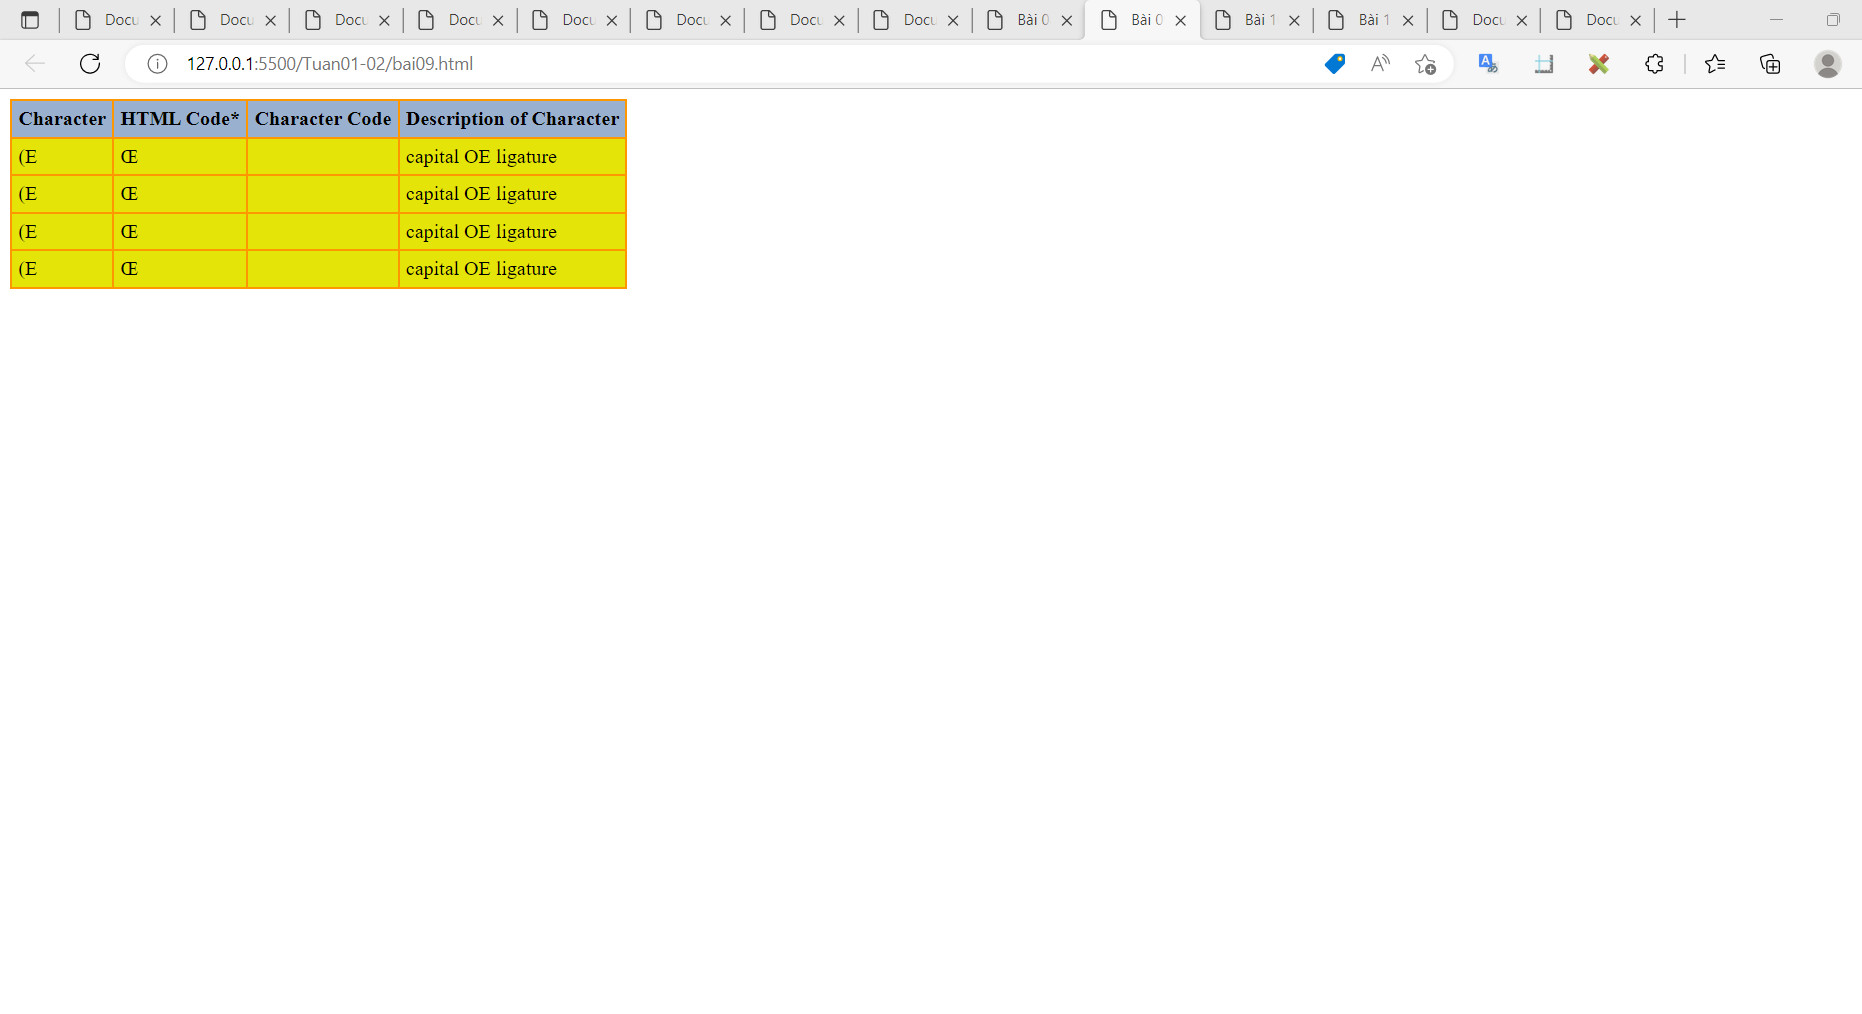 Docu Docu Docu Docu Docu Docu Docu Docu Bài 0 Bài 0 Bài 1 Bài 1 Docu Docu
127.0.0.1:5500/Tuan01-02/bai09.html
Character HTML Code* Character Code Description of Character
(E Œ capital OE ligature
(E Œ capital OE ligature
(E Œ capital OE ligature
(E Œ capital OE ligature